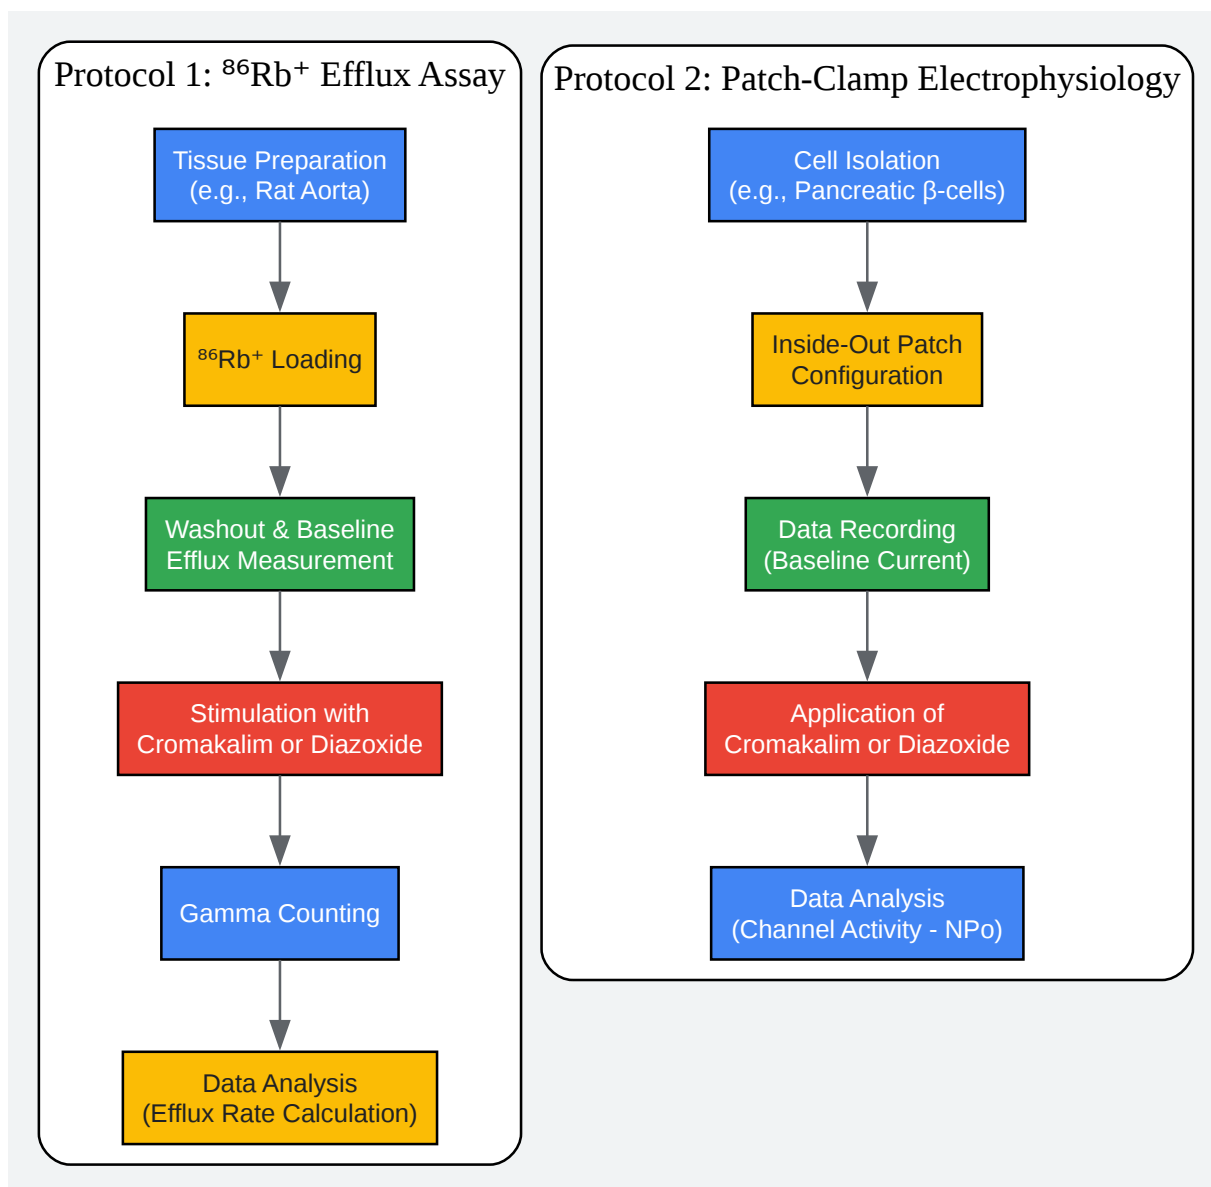 Protocol 1: ⁸⁶Rb⁺ Efflux Assay
Tissue Preparation
(e.g., Rat Aorta)
⁸⁶Rb⁺ Loading
Washout & Baseline
Efflux Measurement
Stimulation with
Cromakalim or Diazoxide
Gamma Counting
Data Analysis
(Efflux Rate Calculation)
Protocol 2: Patch-Clamp Electrophysiology
Cell Isolation
(e.g., Pancreatic β-cells)
Inside-Out Patch
Configuration
Data Recording
(Baseline Current)
Application of
Cromakalim or Diazoxide
Data Analysis
(Channel Activity - NPo)